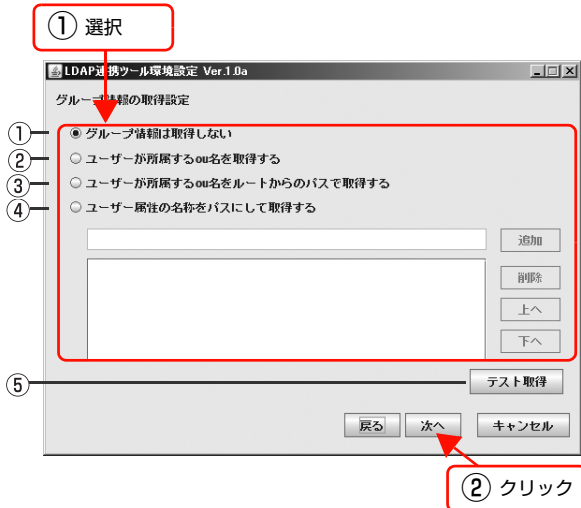 ① 選択
LDAP連携ツール環境設定 Ver.1.0a
グループ情報の取得設定
① グループ情報は取得しない
② ユーザーが所属するou名を取得する
③ ユーザーが所属するou名をルートからのパスで取得する
④ ユーザー属性の名称をパスにして取得する
追加
削除
上へ
下へ
⑤ テスト取得
戻る 次へ キャンセル
② クリック